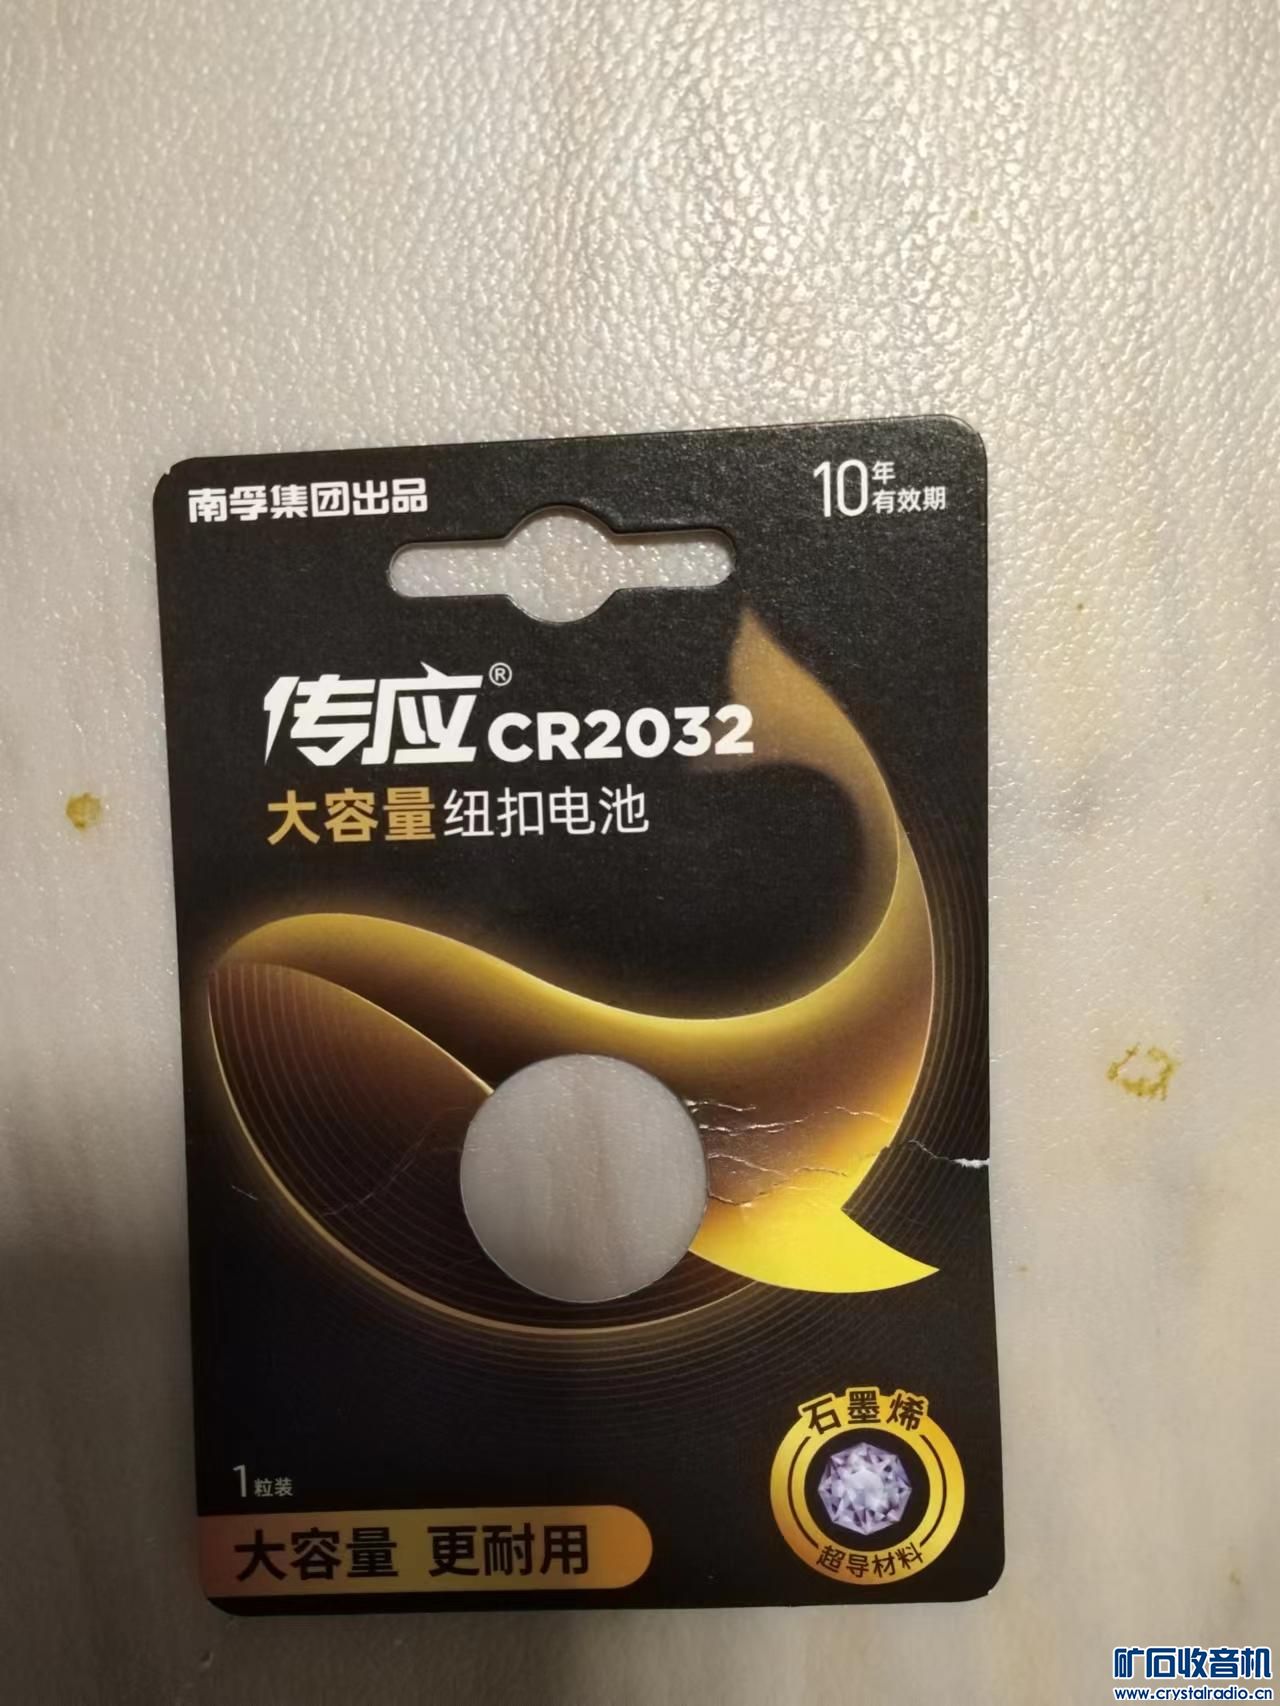 南孚集团出品
10年有效期
传应®CR2032
大容量纽扣电池
石墨烯
超导材料
1粒装
大容量 更耐用
矿石收音机
www.crystalradio.cn